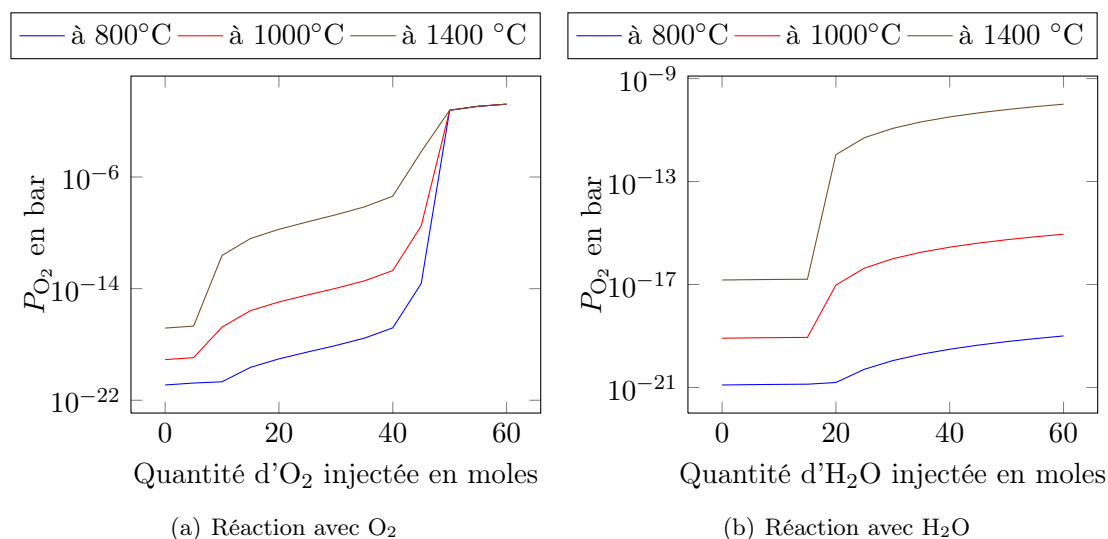 à 800°C à 1000°C à 1400 °C
10^−6
10^−14
10^−22
P_O₂ en bar
0 20 40 60
Quantité d'O₂ injectée en moles
(a) Réaction avec O₂
à 800°C à 1000°C à 1400 °C
10^−9
10^−13
10^−17
10^−21
P_O₂ en bar
0 20 40 60
Quantité d'H₂O injectée en moles
(b) Réaction avec H₂O